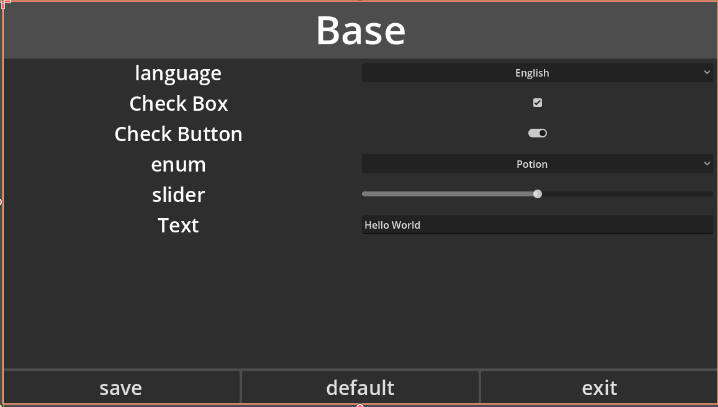 Base
language English
Check Box
Check Button
enum Potion
slider
Text Hello World
save default exit